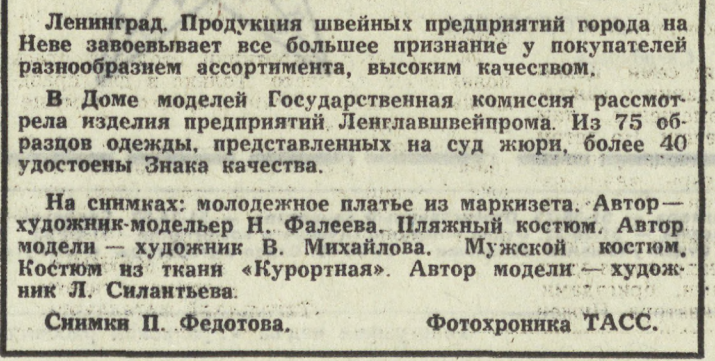 Ленинград. Продукция швейных предприятий города на
Неве завоевывает все большее признание у покупателей
разнообразием ассортимента, высоким качеством.
В Доме моделей Государственная комиссия рассмот-
рела изделия предприятий Ленглавшвейпрома. Из 75 об-
разцов одежды, представленных на суд жюри, более 40
удостоены Знака качества.
На снимках: молодежное платье из маркизета. Автор —
художник-модельер Н. Фалеева. Пляжный костюм. Автор
модели — художник В. Михайлова. Мужской костюм.
Костюм из ткани «Курортная». Автор модели — худож-
ник Л. Силантьева.
Снимки П. Федотова. Фотохроника ТАСС.